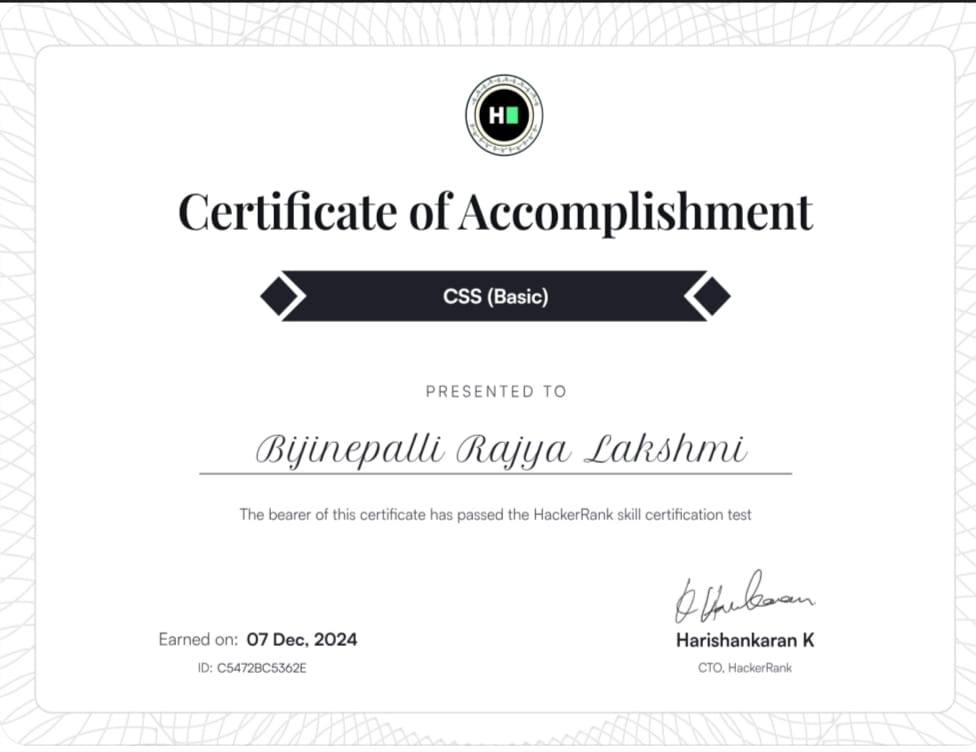 H
Certificate of Accomplishment
CSS (Basic)
PRESENTED TO
Bijinepalli Rajya Lakshmi
The bearer of this certificate has passed the HackerRank skill certification test
Earned on: 07 Dec, 2024
ID: C5472BC5362E
Harishankaran K
CTO, HackerRank